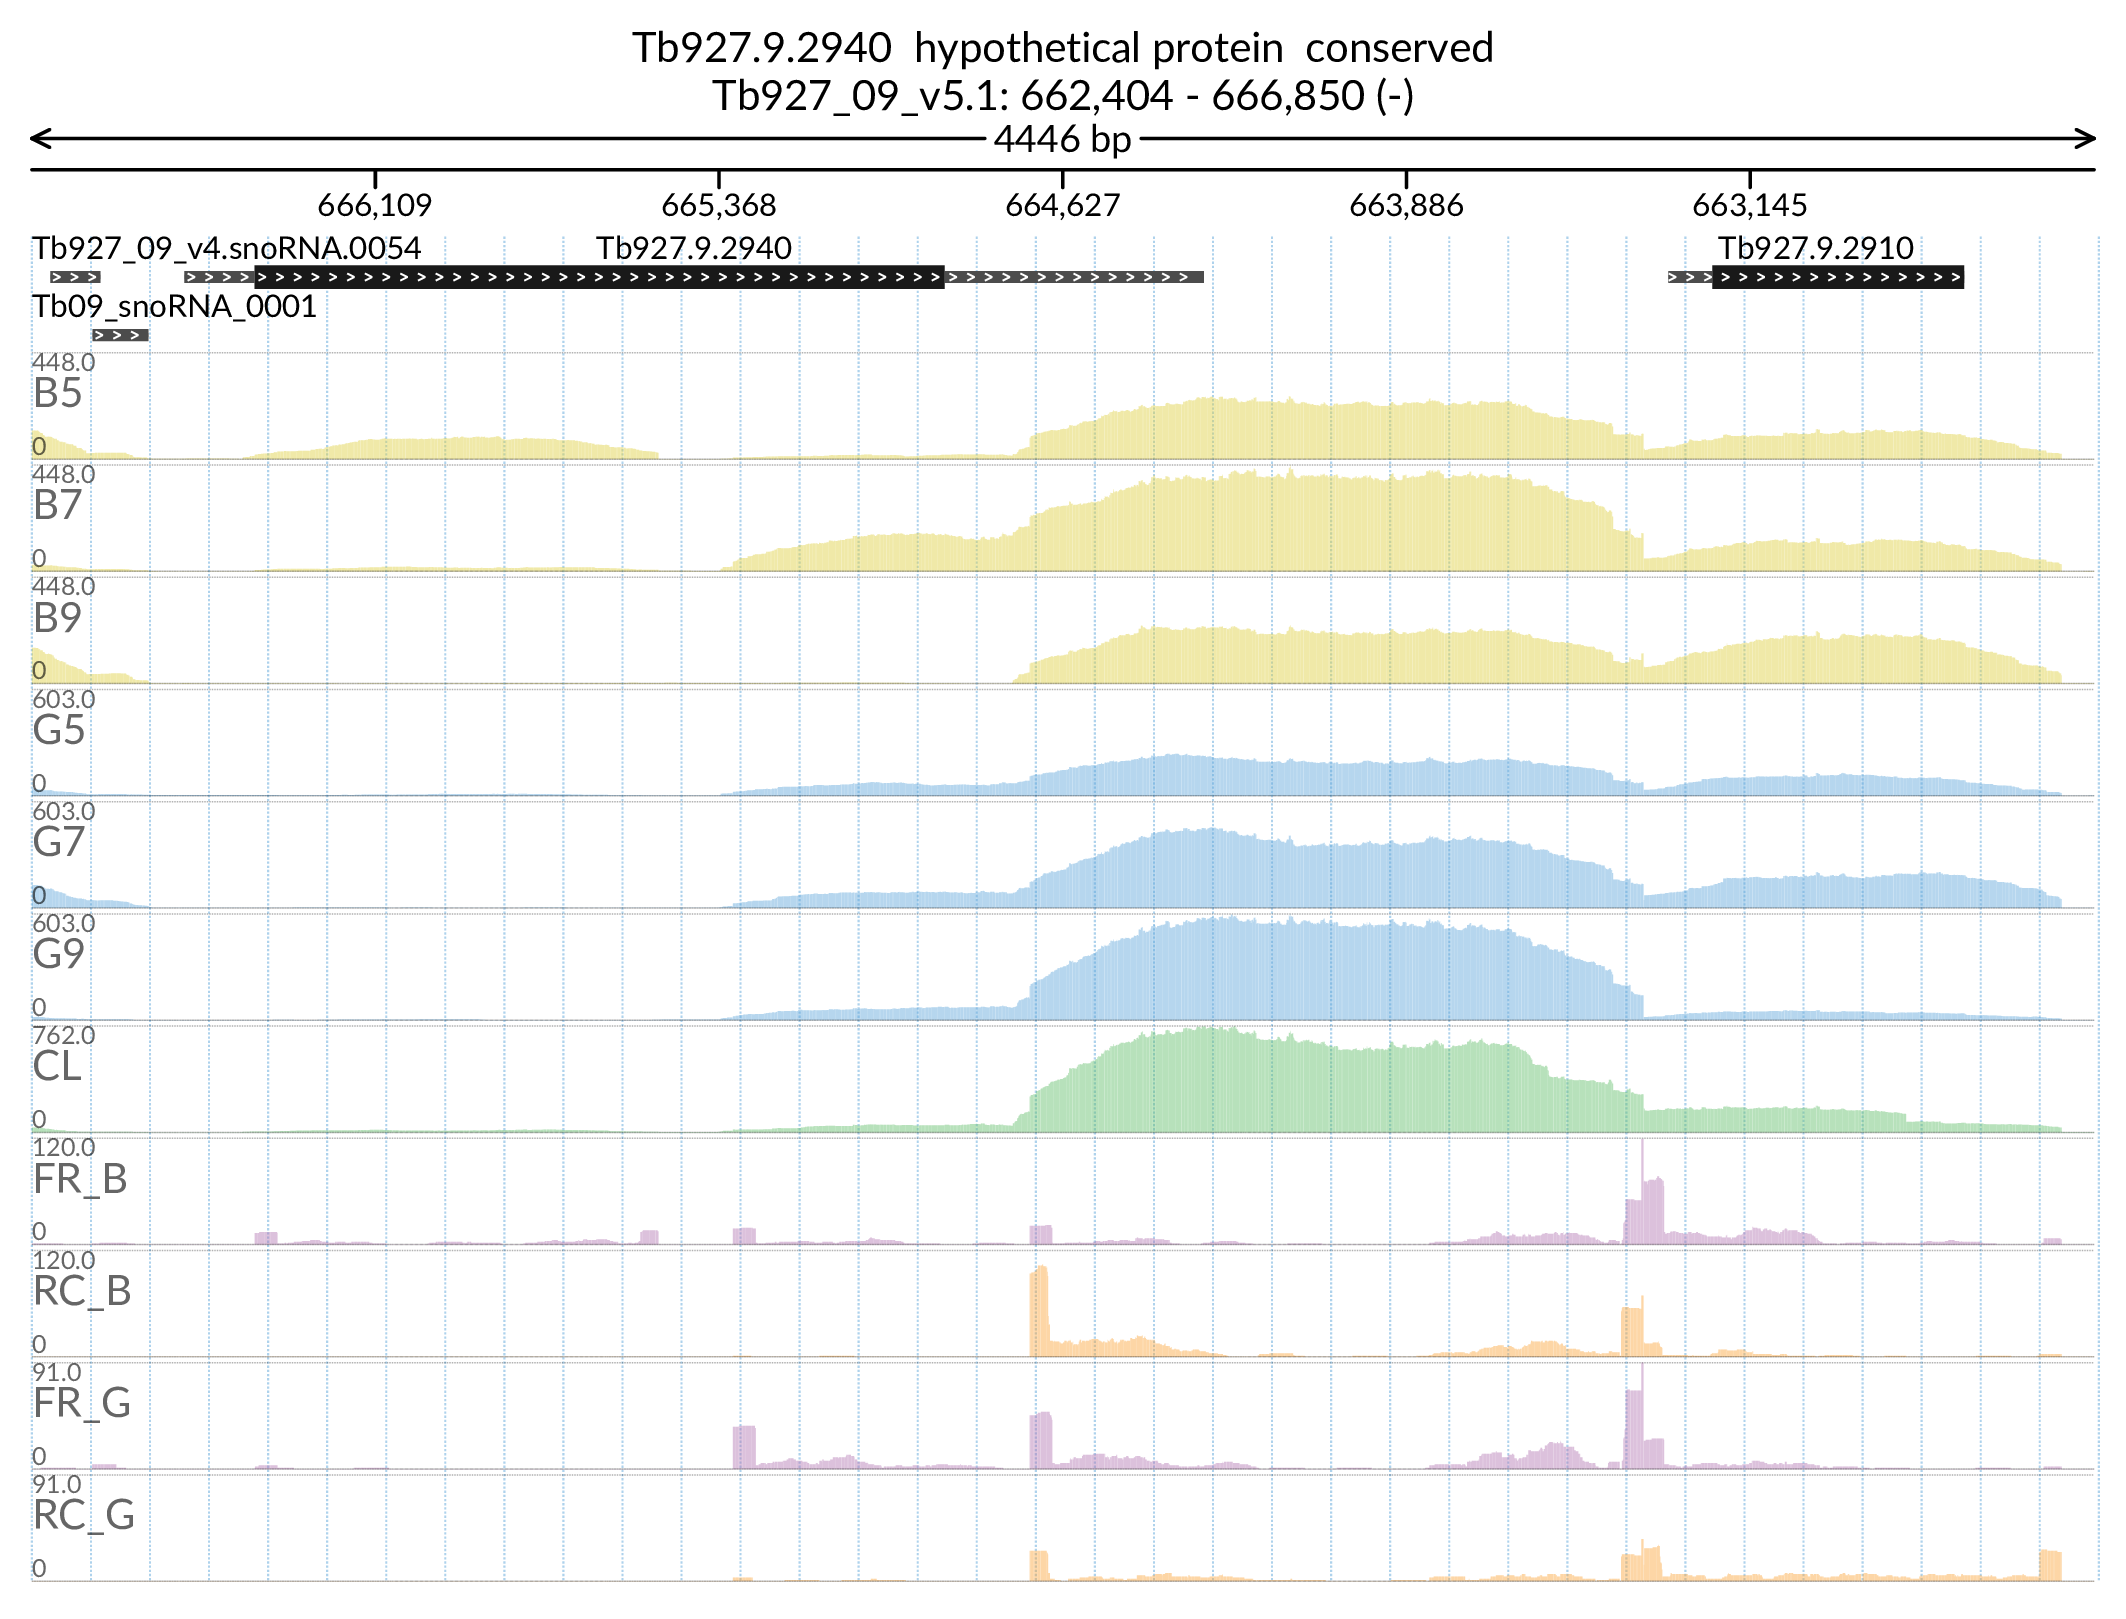 Tb927.9.2940  hypothetical protein  conserved
Tb927_09_v5.1: 662,404 - 666,850 (-)
4446 bp
666,109 665,368 664,627 663,886 663,145
Tb927_09_v4.snoRNA.0054 Tb927.9.2940 Tb927.9.2910
Tb09_snoRNA_0001
448.0
B5
0
448.0
B7
0
448.0
B9
0
603.0
G5
0
603.0
G7
0
603.0
G9
0
762.0
CL
0
120.0
FR_B
0
120.0
RC_B
0
91.0
FR_G
0
91.0
RC_G
0